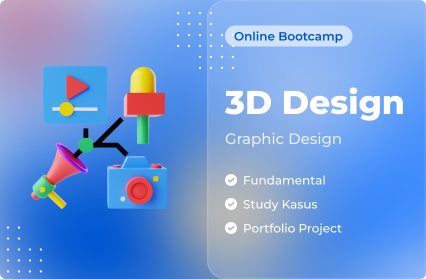 Online Bootcamp
3D Design
Graphic Design
Fundamental
Study Kasus
Portfolio Project